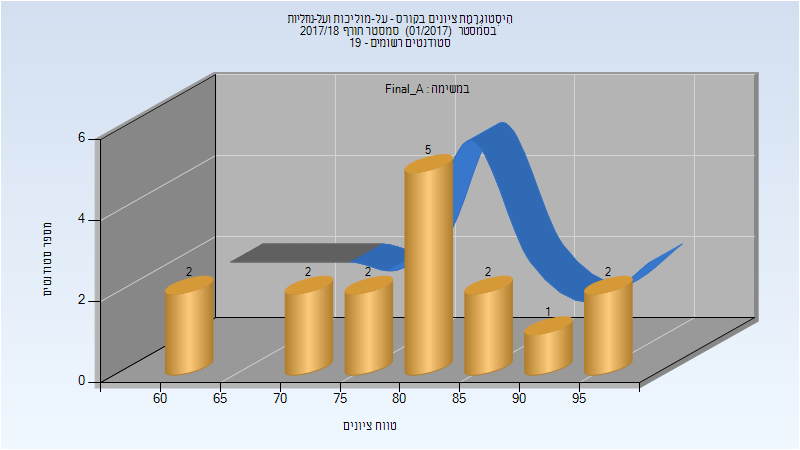 היסטוגרמת ציונים בקורס - על-מוליכות ועל-נוזליות
בסמסטר (01/2017) סמסטר חורף 2017/18
סטודנטים רשומים - 19
במשימה : Final_A
מספר סטודנטים
6
4
2
0
2
2
2
5
2
1
2
60 65 70 75 80 85 90 95
טווח ציונים